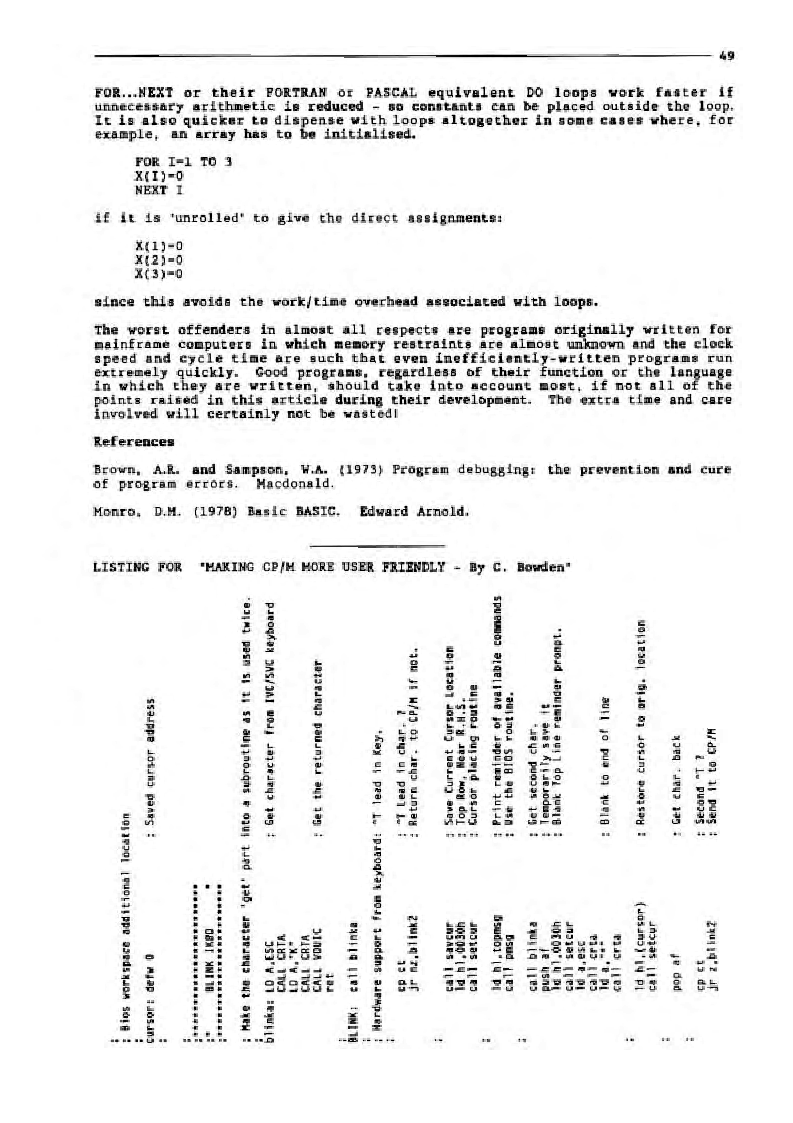 49
FOR...NEXT or their FORTRAN or PASCAL equivalent DO loops work faster if
unnecessary arithmetic is reduced - so constants can be placed outside the loop.
It is also quicker to dispense with loops altogether in some cases where, for
example, an array has to be initialised.
FOR I=1 TO 3
X(I)=0
NEXT I
if it is 'unrolled' to give the direct assignments:
X(1)=0
X(2)=0
X(3)=0
since this avoids the work/time overhead associated with loops.
The worst offenders in almost all respects are programs originally written for
mainframe computers in which memory restraints are almost unknown and the clock
speed and cycle time are such that even inefficiently-written programs run
extremely quickly. Good programs, regardless of their function or the language
in which they are written, should take into account most, if not all of the
points raised in this article during their development. The extra time and care
involved will certainly not be wasted!
References
Brown, A.R. and Sampson, W.A. (1973) Program debugging: the prevention and cure
of program errors. Macdonald.
Monro, D.M. (1978) Basic BASIC. Edward Arnold.
LISTING FOR "MAKING CP/M MORE USER FRIENDLY - By C. Bowden"
;
; Bios workspace additional location
;
cursor: defw 0 ; Saved cursor address
;
;
;***********************
;* BLINK IKBD *
;***********************
;
; Make the character 'get' part into a subroutine as it is used twice.
;
blinka: LD A,ESC ; Get character from IVC/SVC keyboard
CALL CRTA
LD A,"K"
CALL CRTA
CALL VDUIC ; Get the returned character
ret
;
BLINK: call blinka
;
; Hardware support from keyboard: ^T lead in key.
;
cp ct ; ^T Lead in char. ?
jr nz,blink2 ; Return char. to CP/M if not.
;
call savcur ; Save Current Cursor Location
ld hl,0030h ; Top Row, Near R.H.S.
call setcur ; Cursor placing routine
;
ld hl,topmsg ; Print reminder of available commands
call pmsg ; Use the BIOS routine.
;
call blinka ; Get second char.
push af ; Temporarily save it
ld hl,0030h ; Blank Top Line reminder prompt.
call setcur
ld a,esc
call crta
ld a,"*" ; Blank to end of line
call crta
;
ld hl,(cursor) ; Restore cursor to orig. location
call setcur
;
pop af ; Get char. back
;
cp ct ; Second ^T ?
jr z,blink2 ; Send it to CP/M
;